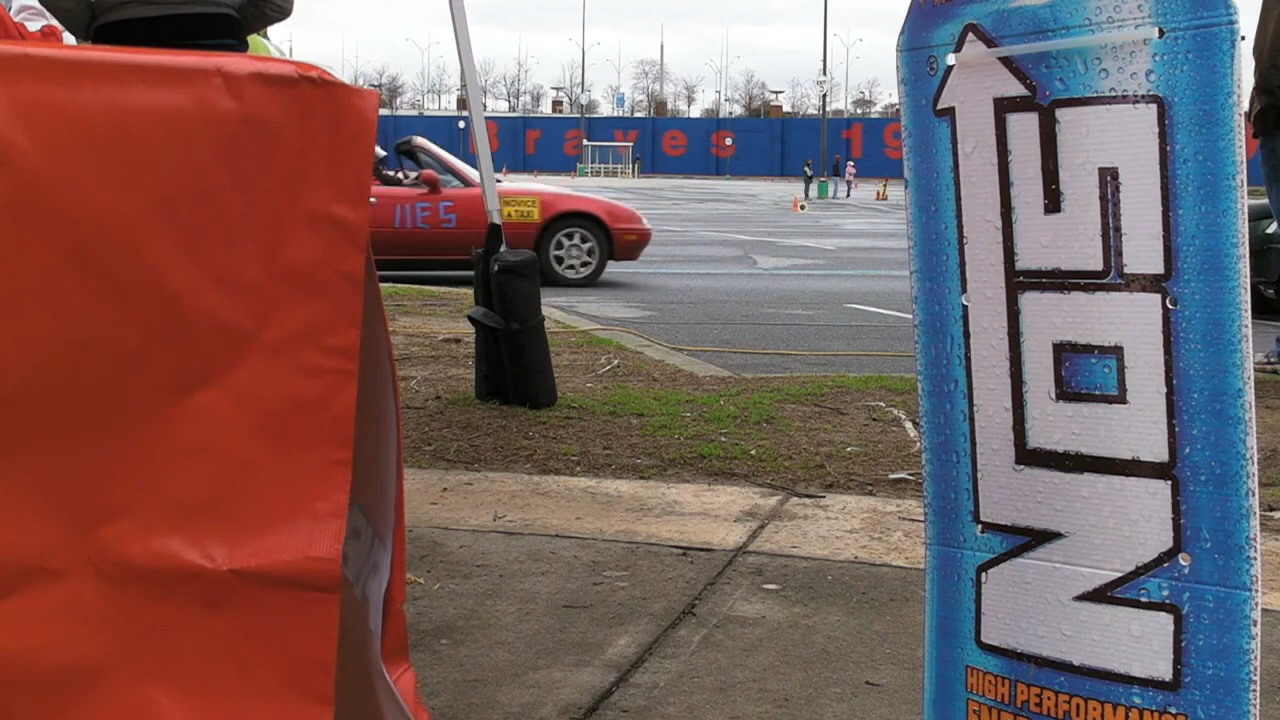 Braves 19
11ES
NOVICE
A TAXI
NOS
HIGH PERFORMANCE